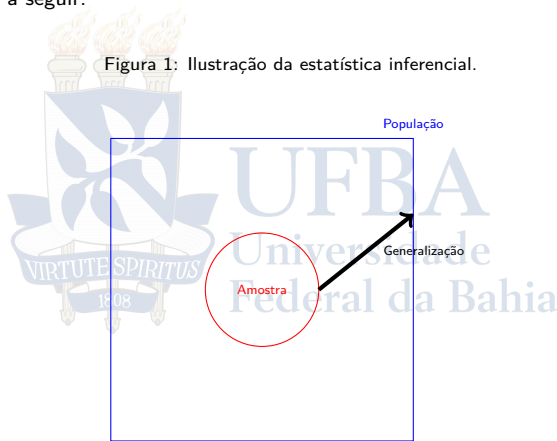 a seguir:
Figura 1: Ilustração da estatística inferencial.
População
UFBA
Universidade
Generalização
VIRTUTE SPIRITUS
Amostra
Federal da Bahia
1808